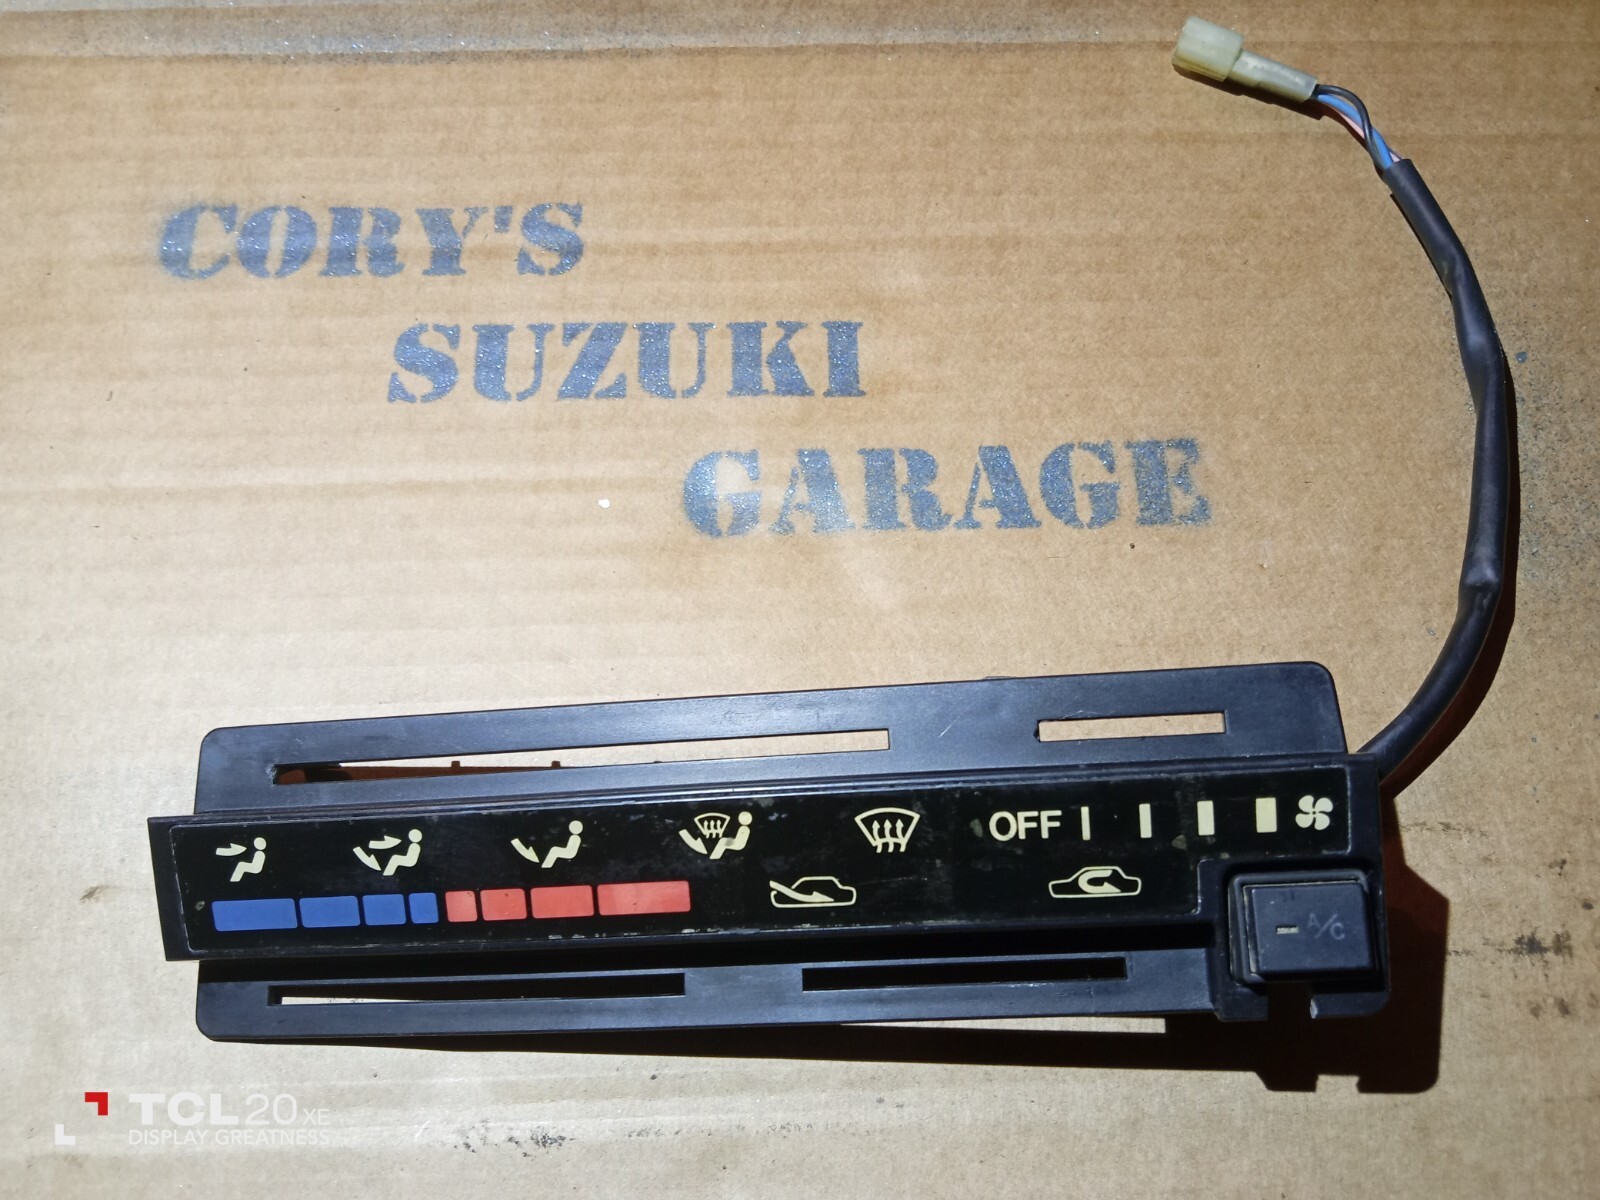 CORY'S
SUZUKI
GARAGE
OFF
A/C
TCL 20 XE
DISPLAY GREATNESS